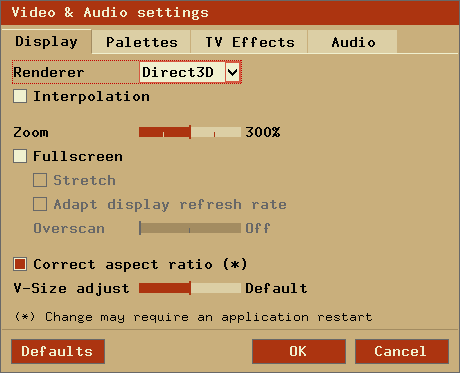 Video & Audio settings
Display Palettes TV Effects Audio
Renderer Direct3D
Interpolation
Zoom 300%
Fullscreen
Stretch
Adapt display refresh rate
Overscan Off
Correct aspect ratio (*)
V-Size adjust Default
(*) Change may require an application restart
Defaults OK Cancel